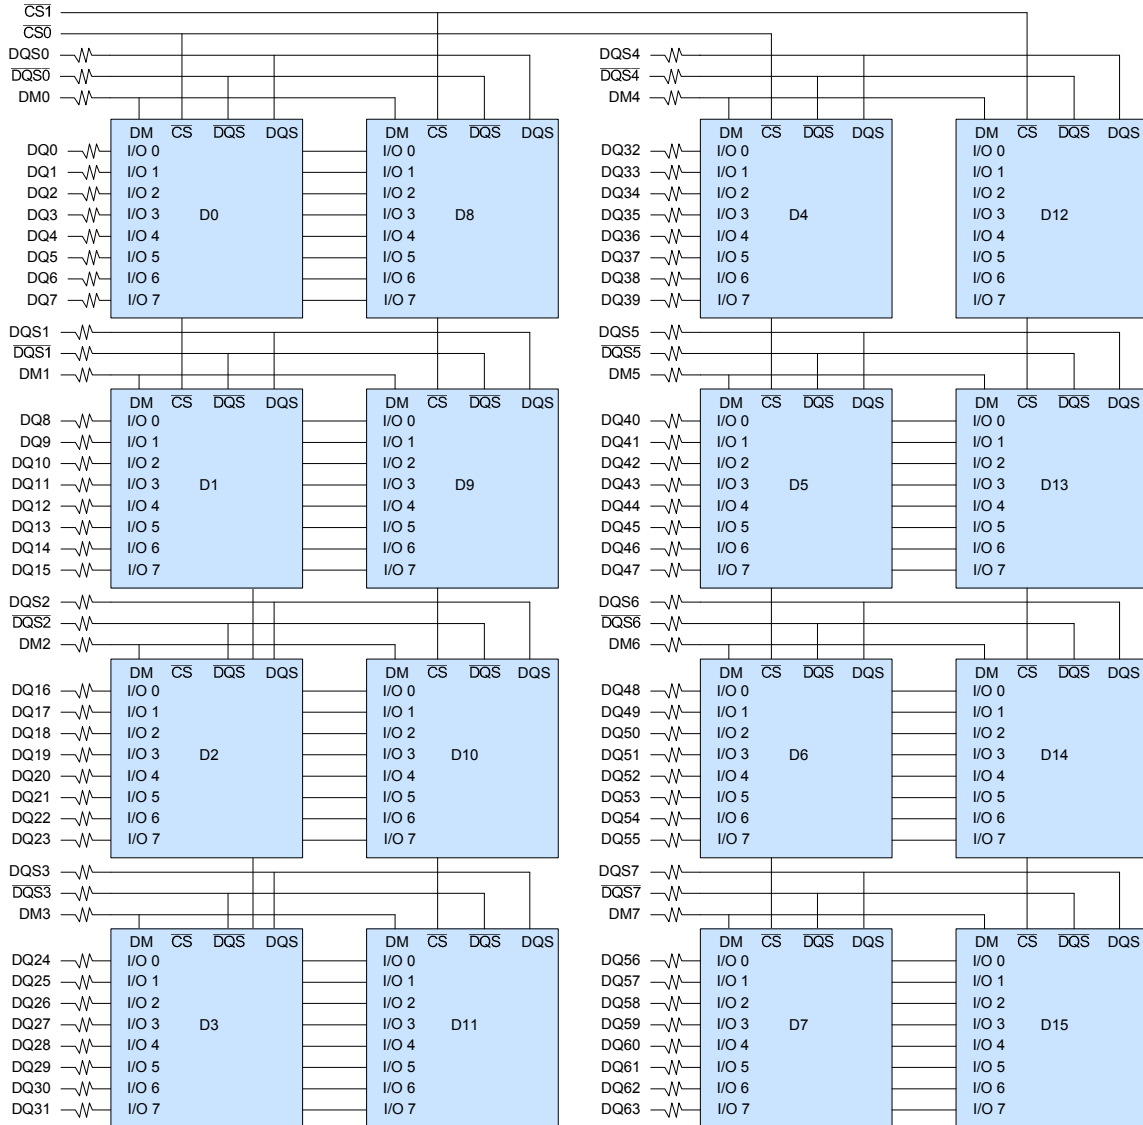 CS1
CS0
DQS0 DQS4
DQS0 DQS4
DM0 DM4
DM CS DQS DQS DM CS DQS DQS DM CS DQS DQS DM CS DQS DQS
DQ0 I/O 0 I/O 0 DQ32 I/O 0 I/O 0
DQ1 I/O 1 I/O 1 DQ33 I/O 1 I/O 1
DQ2 I/O 2 I/O 2 DQ34 I/O 2 I/O 2
DQ3 I/O 3 D0 I/O 3 D8 DQ35 I/O 3 D4 I/O 3 D12
DQ4 I/O 4 I/O 4 DQ36 I/O 4 I/O 4
DQ5 I/O 5 I/O 5 DQ37 I/O 5 I/O 5
DQ6 I/O 6 I/O 6 DQ38 I/O 6 I/O 6
DQ7 I/O 7 I/O 7 DQ39 I/O 7 I/O 7
DQS1 DQS5
DQS1 DQS5
DM1 DM5
DM CS DQS DQS DM CS DQS DQS DM CS DQS DQS DM CS DQS DQS
DQ8 I/O 0 I/O 0 DQ40 I/O 0 I/O 0
DQ9 I/O 1 I/O 1 DQ41 I/O 1 I/O 1
DQ10 I/O 2 I/O 2 DQ42 I/O 2 I/O 2
DQ11 I/O 3 D1 I/O 3 D9 DQ43 I/O 3 D5 I/O 3 D13
DQ12 I/O 4 I/O 4 DQ44 I/O 4 I/O 4
DQ13 I/O 5 I/O 5 DQ45 I/O 5 I/O 5
DQ14 I/O 6 I/O 6 DQ46 I/O 6 I/O 6
DQ15 I/O 7 I/O 7 DQ47 I/O 7 I/O 7
DQS2 DQS6
DQS2 DQS6
DM2 DM6
DM CS DQS DQS DM CS DQS DQS DM CS DQS DQS DM CS DQS DQS
DQ16 I/O 0 I/O 0 DQ48 I/O 0 I/O 0
DQ17 I/O 1 I/O 1 DQ49 I/O 1 I/O 1
DQ18 I/O 2 I/O 2 DQ50 I/O 2 I/O 2
DQ19 I/O 3 D2 I/O 3 D10 DQ51 I/O 3 D6 I/O 3 D14
DQ20 I/O 4 I/O 4 DQ52 I/O 4 I/O 4
DQ21 I/O 5 I/O 5 DQ53 I/O 5 I/O 5
DQ22 I/O 6 I/O 6 DQ54 I/O 6 I/O 6
DQ23 I/O 7 I/O 7 DQ55 I/O 7 I/O 7
DQS3 DQS7
DQS3 DQS7
DM3 DM7
DM CS DQS DQS DM CS DQS DQS DM CS DQS DQS DM CS DQS DQS
DQ24 I/O 0 I/O 0 DQ56 I/O 0 I/O 0
DQ25 I/O 1 I/O 1 DQ57 I/O 1 I/O 1
DQ26 I/O 2 I/O 2 DQ58 I/O 2 I/O 2
DQ27 I/O 3 D3 I/O 3 D11 DQ59 I/O 3 D7 I/O 3 D15
DQ28 I/O 4 I/O 4 DQ60 I/O 4 I/O 4
DQ29 I/O 5 I/O 5 DQ61 I/O 5 I/O 5
DQ30 I/O 6 I/O 6 DQ62 I/O 6 I/O 6
DQ31 I/O 7 I/O 7 DQ63 I/O 7 I/O 7